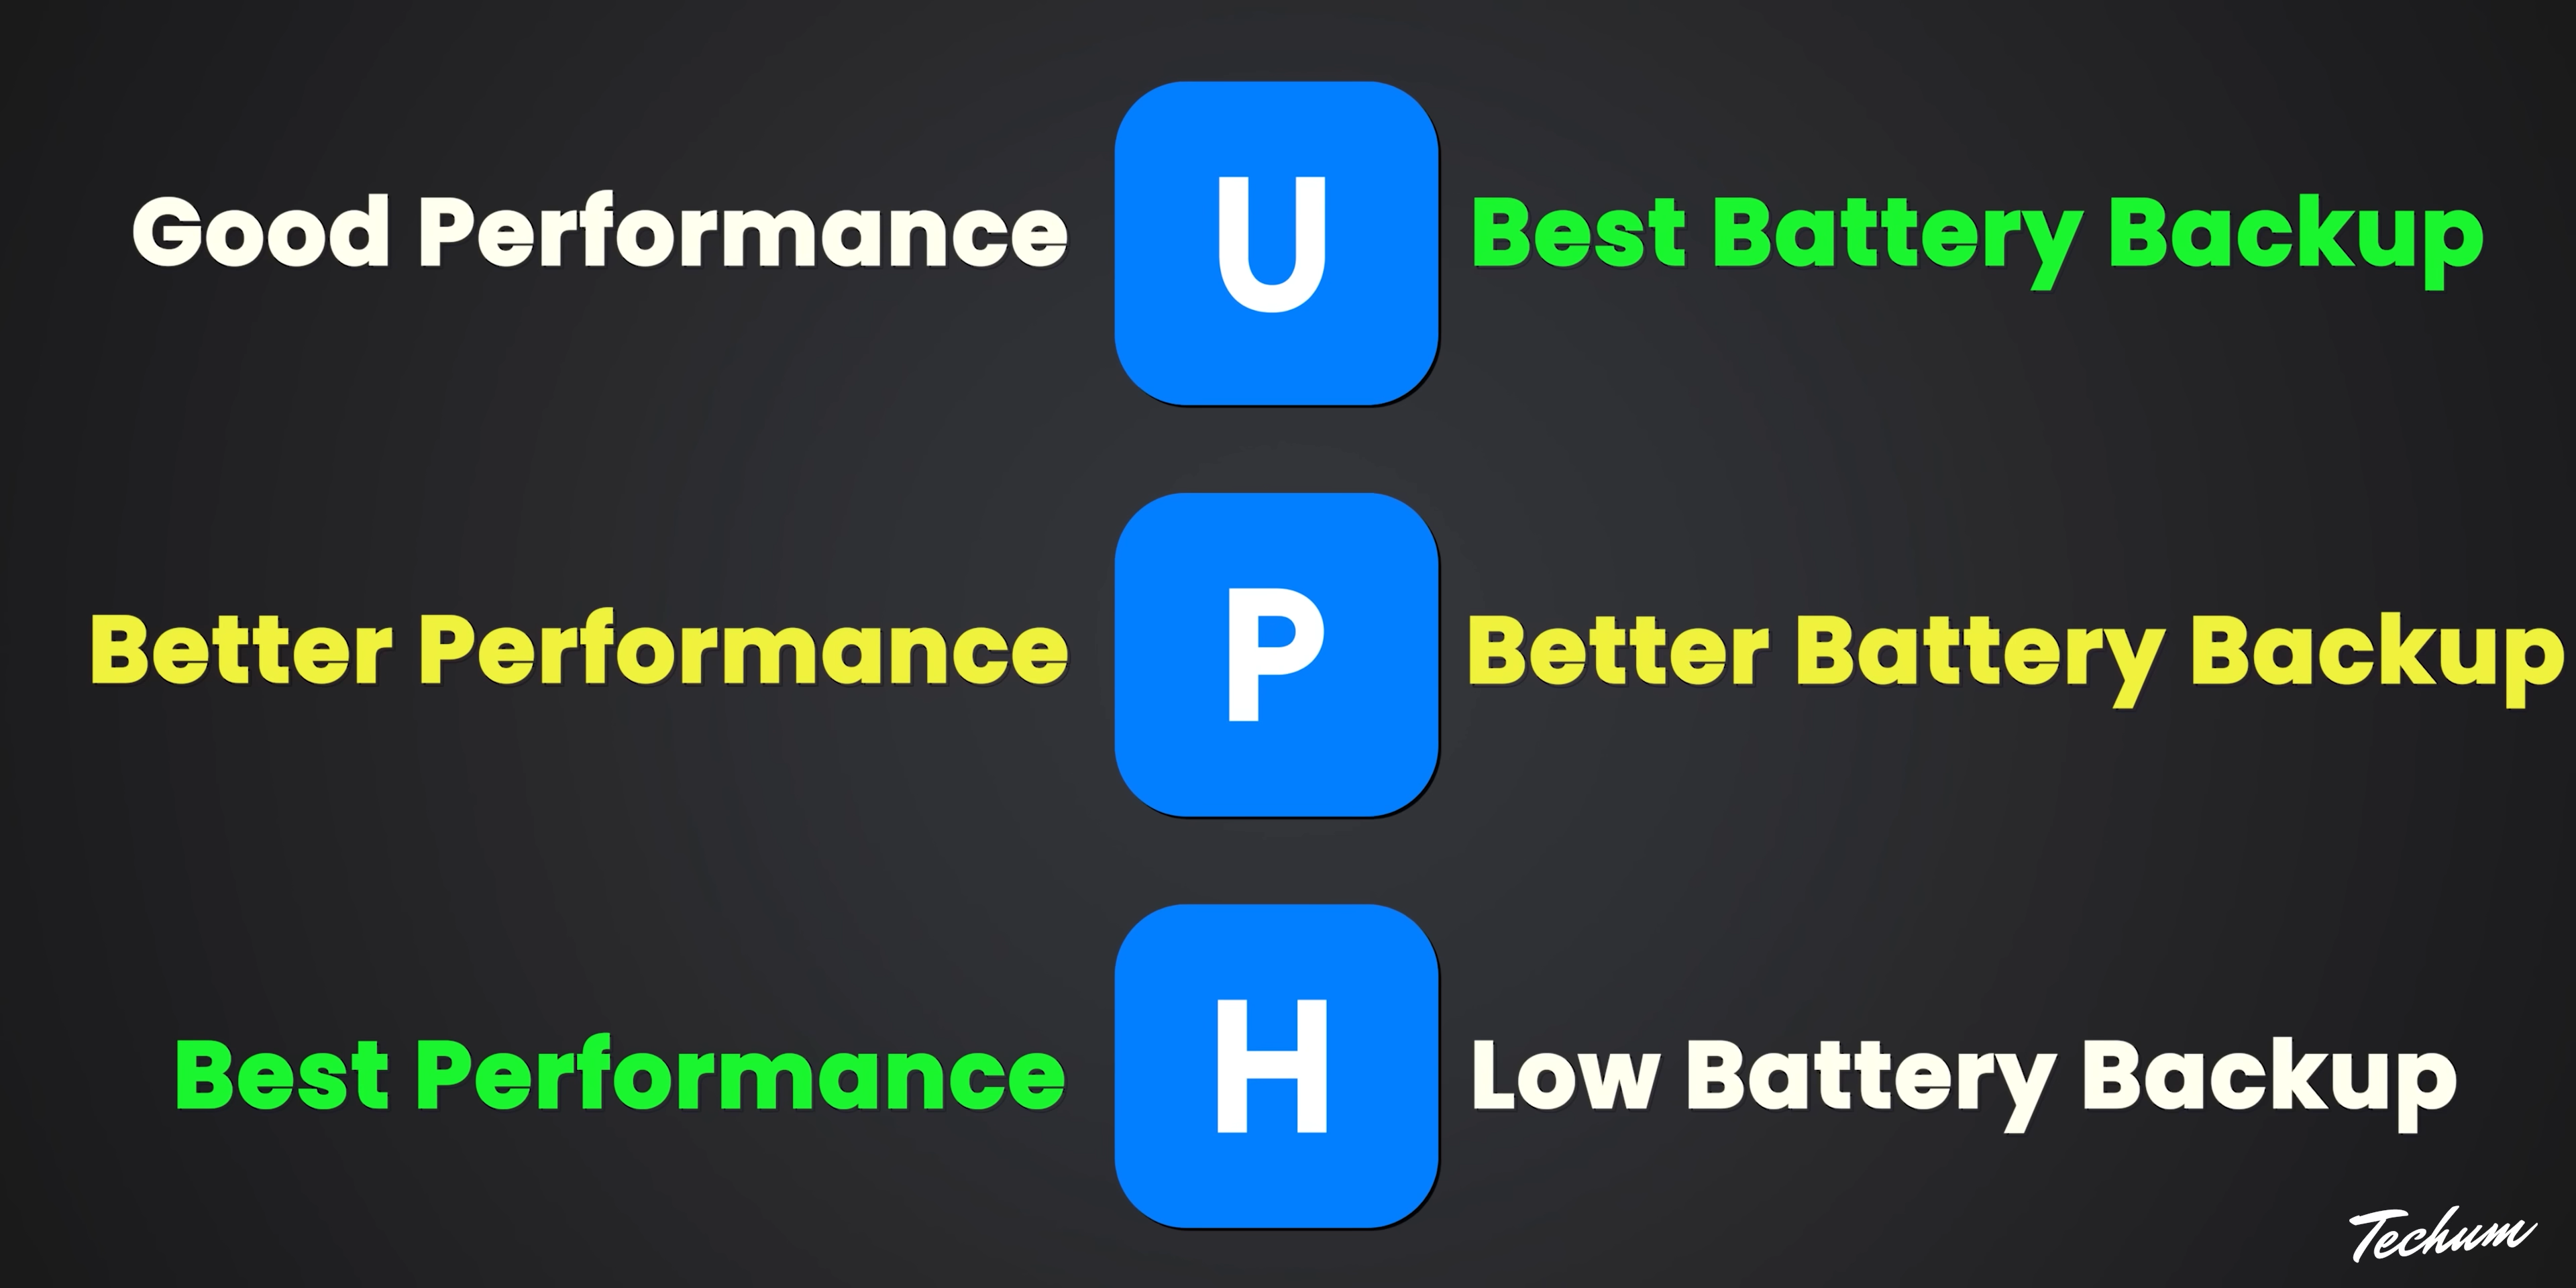 Good Performance U Best Battery Backup
Better Performance P Better Battery Backup
Best Performance H Low Battery Backup
Techum